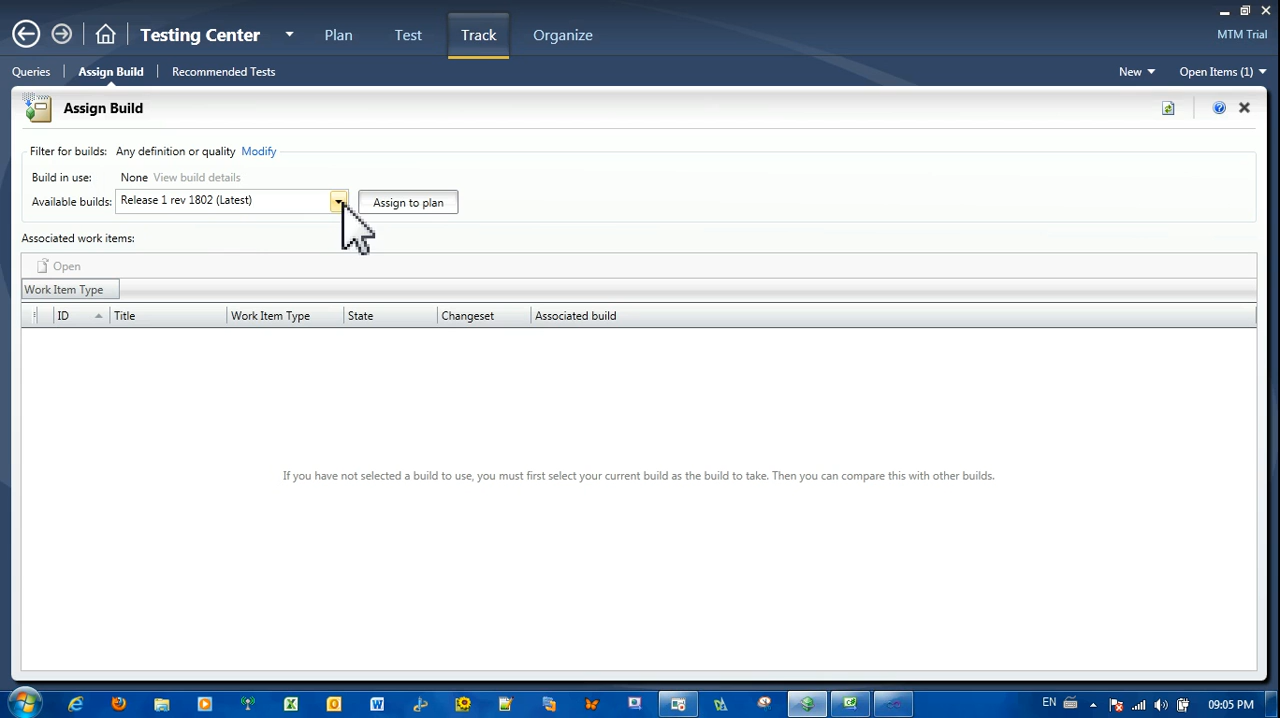 Testing Center Plan Test Track Organize MTM Trial
Queries Assign Build Recommended Tests New Open Items (1)
Assign Build
Filter for builds: Any definition or quality Modify
Build in use: None View build details
Available builds: Release 1 rev 1802 (Latest) Assign to plan
Associated work items:
Open
Work Item Type
ID Title Work Item Type State Changeset Associated build
If you have not selected a build to use, you must first select your current build as the build to take. Then you can compare this with other builds.
EN 09:05 PM